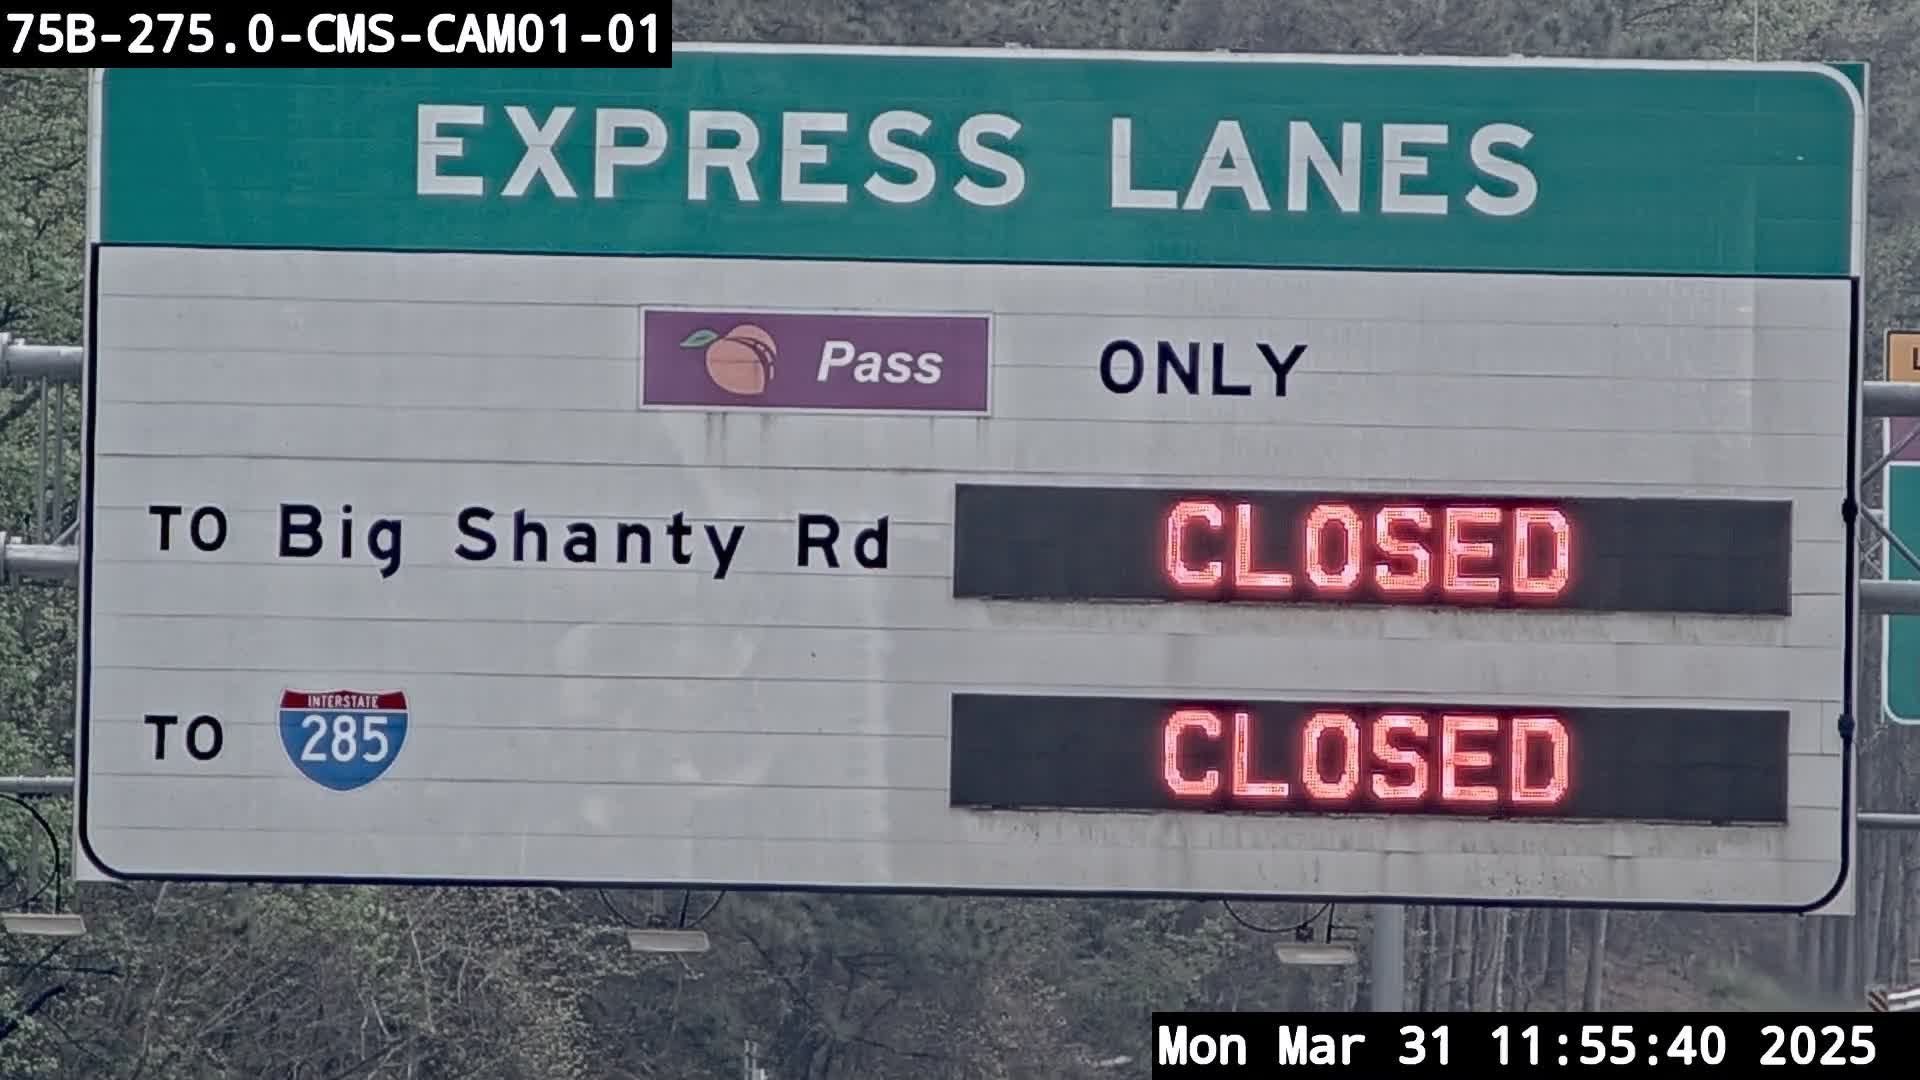 75B-275.0-CMS-CAM01-01
EXPRESS LANES
Pass ONLY
TO Big Shanty Rd CLOSED
TO INTERSTATE 285 CLOSED
Mon Mar 31 11:55:40 2025